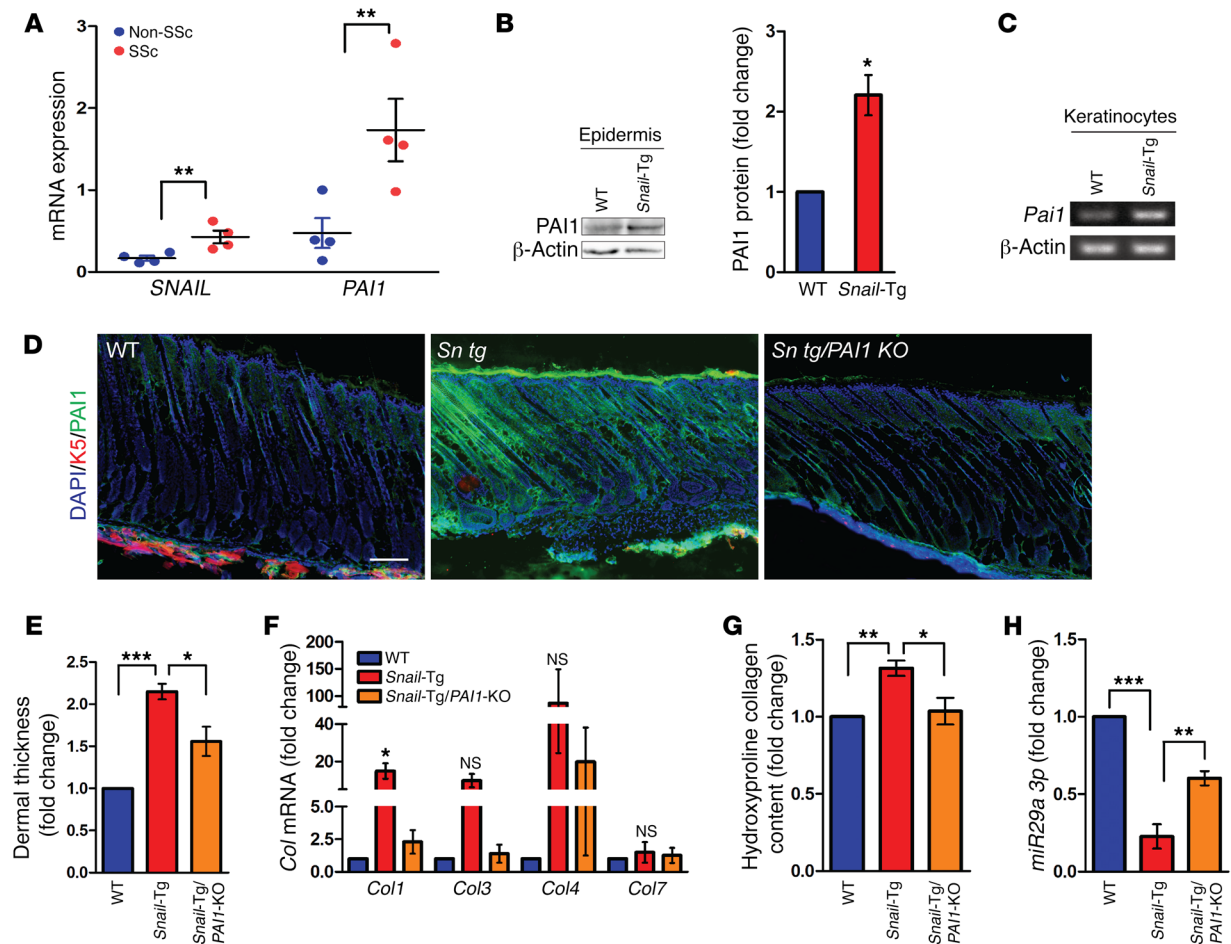 A
mRNA expression
3
2
1
0
Non-SSc
SSc
**
**
SNAIL
PAI1
B
Epidermis
WT
Snail-Tg
PAI1
β-Actin
PAI1 protein (fold change)
3
2
1
0
*
WT
Snail-Tg
C
Keratinocytes
WT
Snail-Tg
Pai1
β-Actin
D
DAPI/K5/PAI1
WT
Sn tg
Sn tg/PAI1 KO
E
Dermal thickness
(fold change)
2.5
2.0
1.5
1.0
0.5
0.0
***
*
WT
Snail-Tg
Snail-Tg/
PAI1-KO
F
Col mRNA (fold change)
200
150
100
50
40
20
10
5.0
2.5
0.0
WT
Snail-Tg
Snail-Tg/PAI1-KO
*
NS
NS
NS
Col1
Col3
Col4
Col7
G
Hydroxyproline collagen
content (fold change)
1.5
1.0
0.5
0.0
**
*
WT
Snail-Tg
Snail-Tg/
PAI1-KO
H
miR29a 3p (fold change)
1.5
1.0
0.5
0.0
***
**
WT
Snail-Tg
Snail-Tg/
PAI1-KO